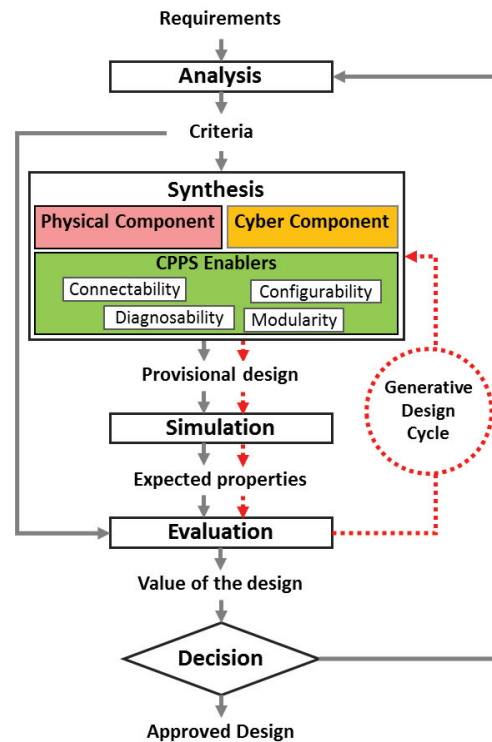 Requirements
Analysis
Criteria
Synthesis
Physical Component
Cyber Component
CPPS Enablers
Connectability
Configurability
Diagnosability
Modularity
Provisional design
Generative
Design
Cycle
Simulation
Expected properties
Evaluation
Value of the design
Decision
Approved Design